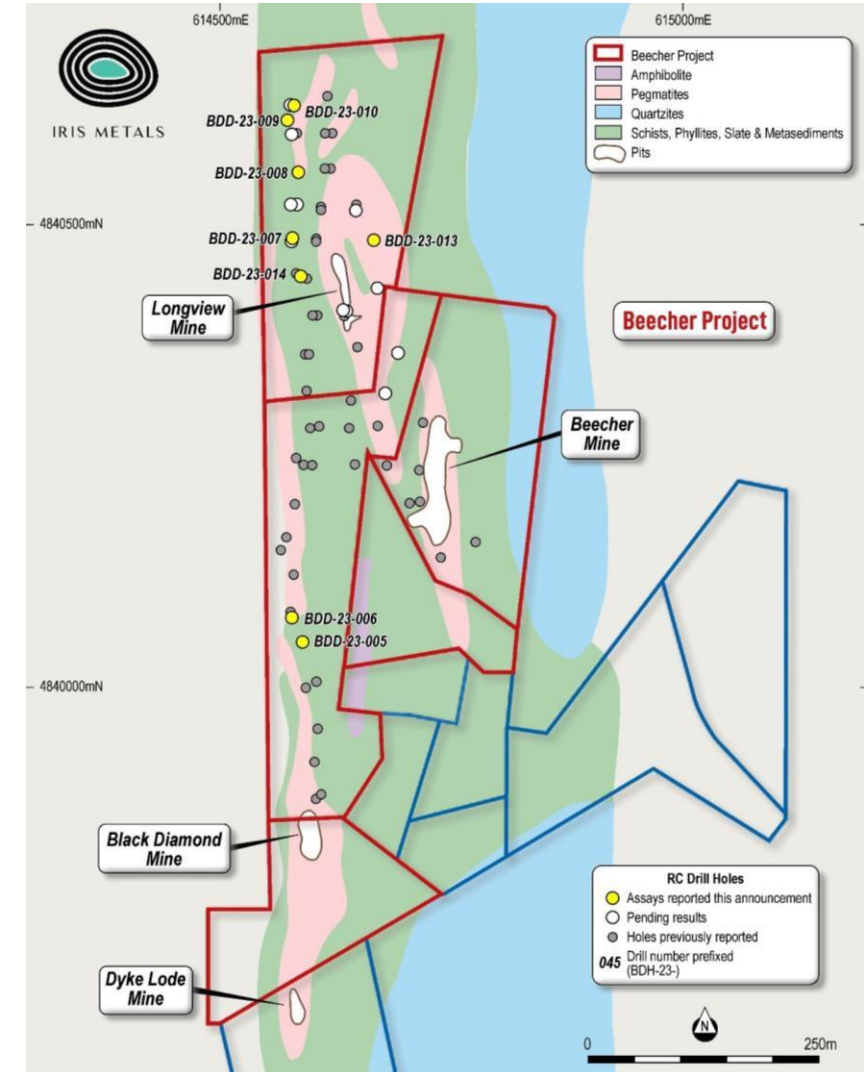 614500mE
615000mE
IRIS METALS
Beecher Project
Amphibolite
Pegmatites
Quartzites
Schists, Phyllites, Slate & Metasediments
Pits
BDD-23-010
BDD-23-009
BDD-23-008
4840500mN
BDD-23-007
BDD-23-013
BDD-23-014
Longview
Mine
Beecher Project
Beecher
Mine
BDD-23-006
BDD-23-005
4840000mN
Black Diamond
Mine
RC Drill Holes
Assays reported this announcement
Pending results
Holes previously reported
045 Drill number prefixed
(BDH-23-)
Dyke Lode
Mine
N
0
250m